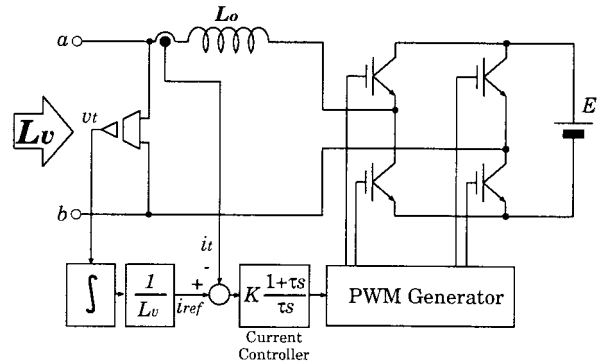 Lo
a
Lv
vt
E
b
it
-
+
∫
1
Lv
iref
K 1+τs
τs
PWM Generator
Current
Controller